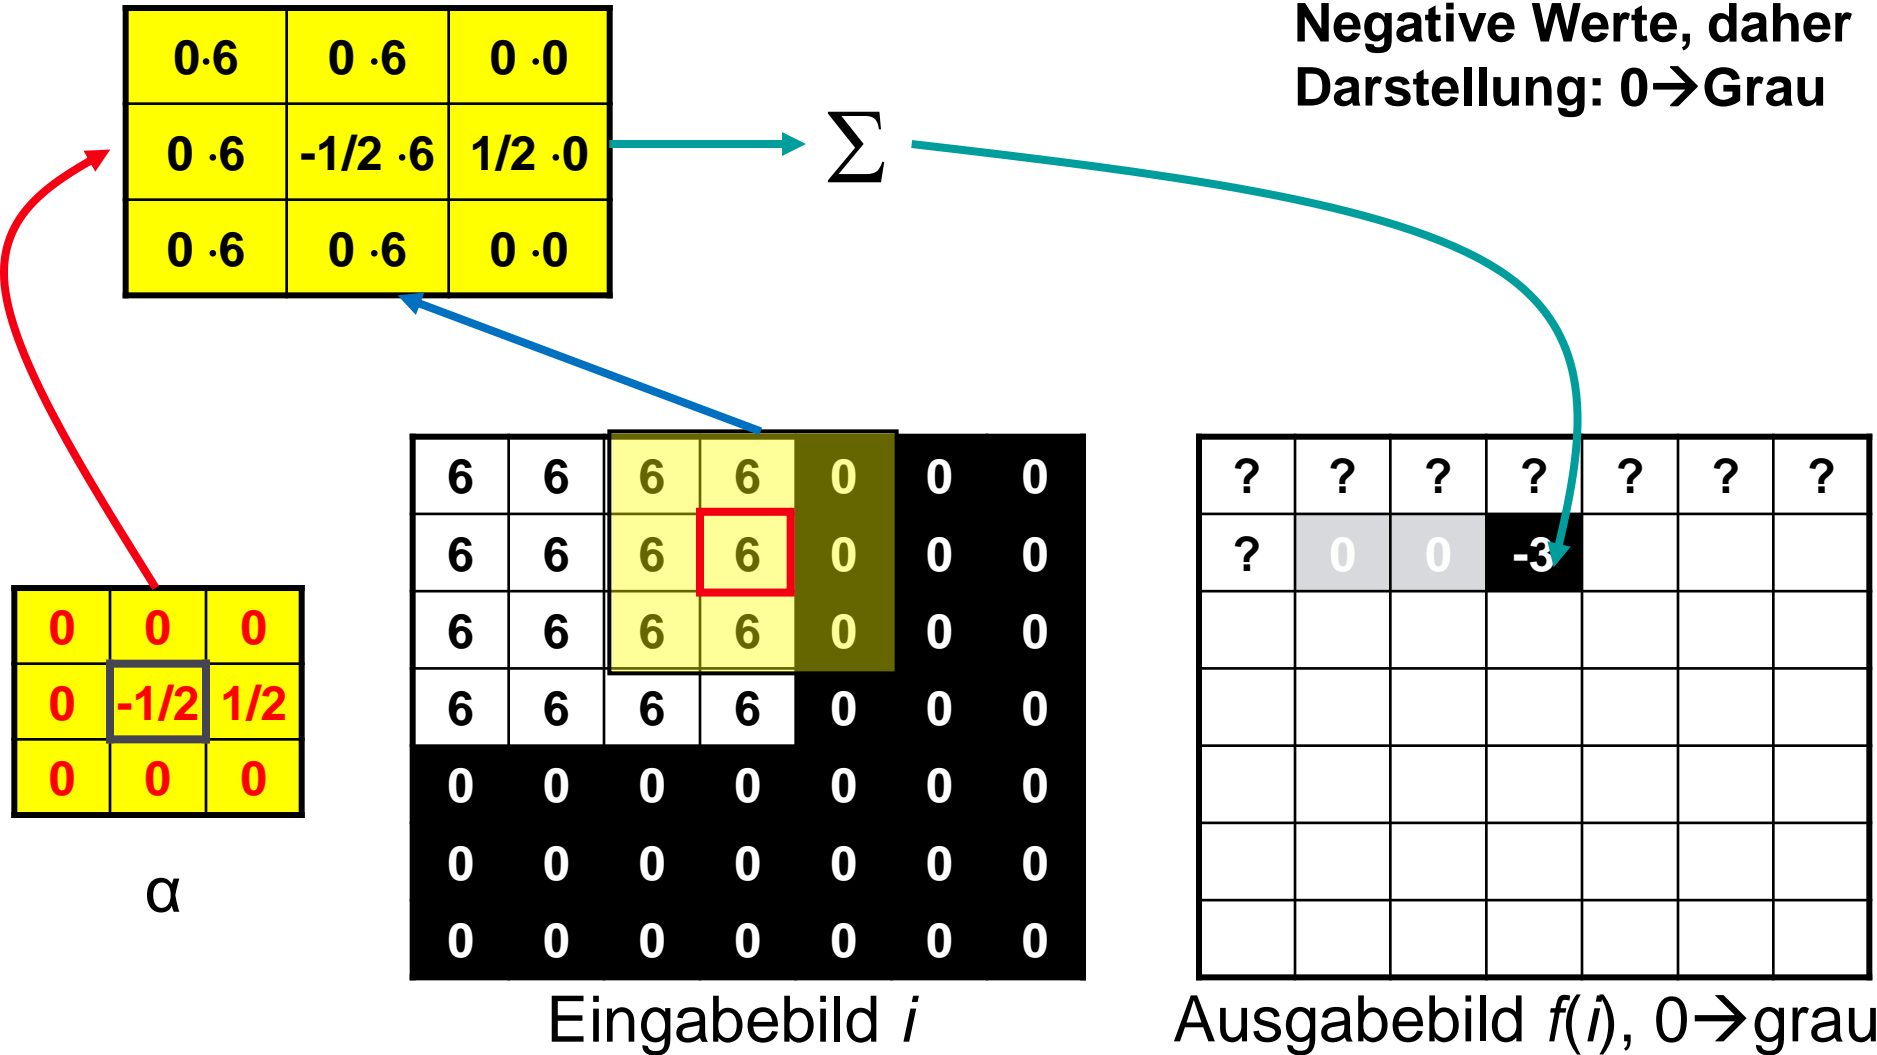 Negative Werte, daher
Darstellung: 0→Grau
0·6 0 ·6 0 ·0
0 ·6 -1/2 ·6 1/2 ·0
0 ·6 0 ·6 0 ·0
∑
0 0 0
0 -1/2 1/2
0 0 0
α
6 6 6 6 0 0 0
6 6 6 6 0 0 0
6 6 6 6 0 0 0
6 6 6 6 0 0 0
0 0 0 0 0 0 0
0 0 0 0 0 0 0
0 0 0 0 0 0 0
Eingabebild i
? ? ? ? ? ? ?
? 0 0 -3
Ausgabebild f(i), 0→grau